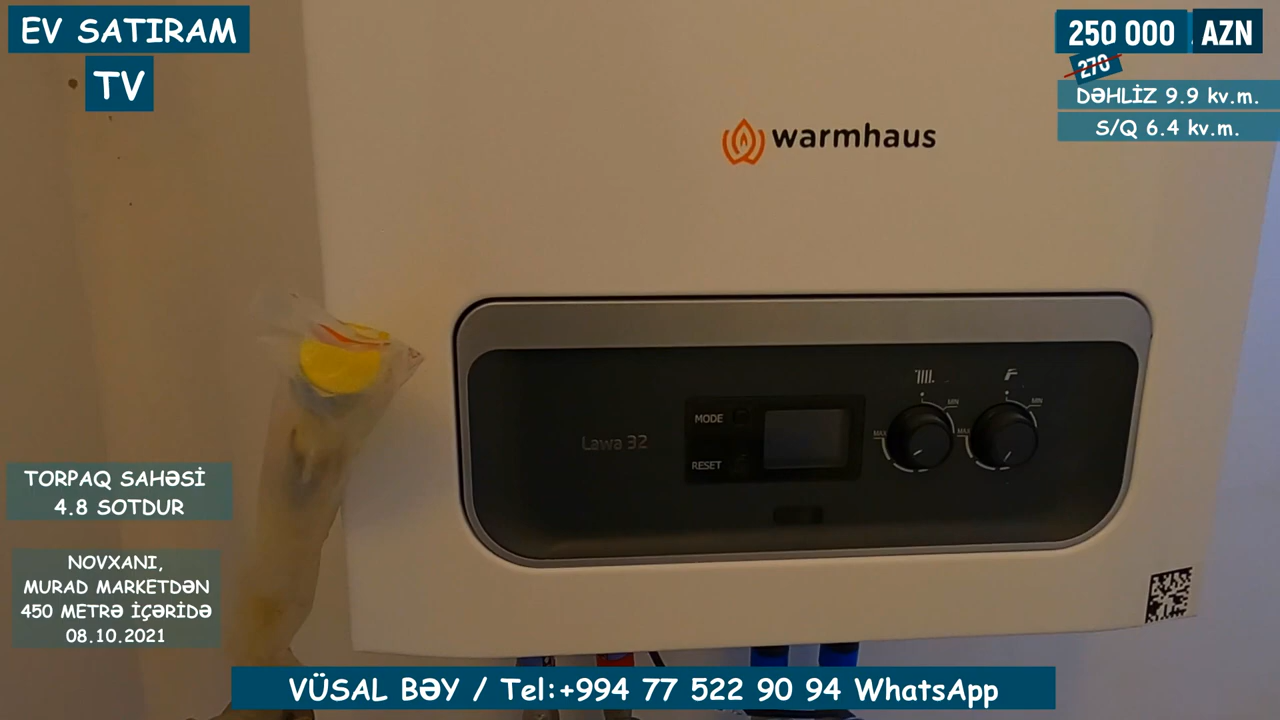 EV SATIRAM
TV
250 000 AZN
270
DƏHLİZ 9.9 kv.m.
S/Q 6.4 kv.m.
warmhaus
MODE
RESET
Lawa 32
MIN
MAX
MIN
MAX
TORPAQ SAHƏSİ
4.8 SOTDUR
NOVXANI,
MURAD MARKETDƏN
450 METRƏ İÇƏRİDƏ
08.10.2021
VÜSAL BƏY / Tel:+994 77 522 90 94 WhatsApp